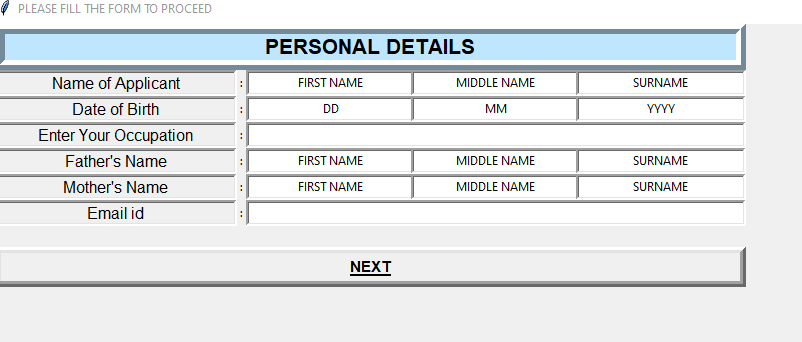 PLEASE FILL THE FORM TO PROCEED
PERSONAL DETAILS
Name of Applicant : FIRST NAME MIDDLE NAME SURNAME
Date of Birth : DD MM YYYY
Enter Your Occupation :
Father's Name : FIRST NAME MIDDLE NAME SURNAME
Mother's Name : FIRST NAME MIDDLE NAME SURNAME
Email id :
NEXT